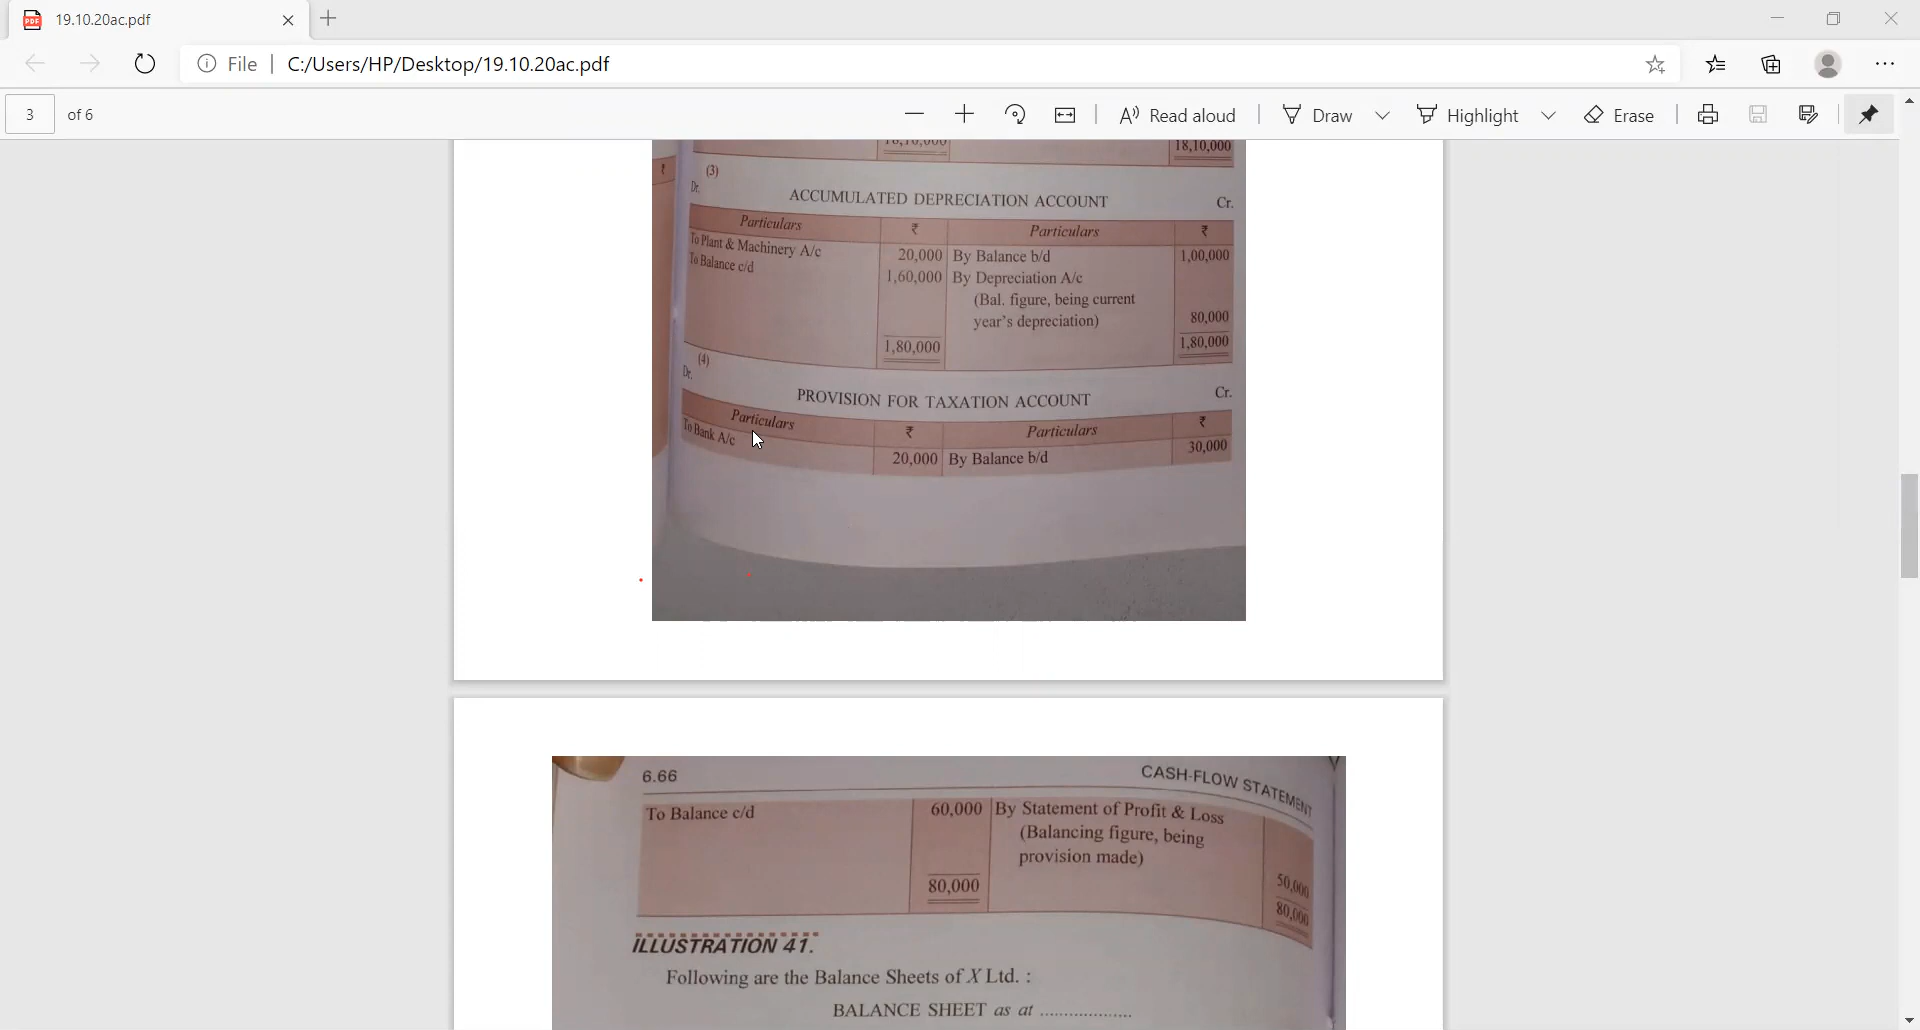 19.10.20ac.pdf
File | C:/Users/HP/Desktop/19.10.20ac.pdf
3 of 6 Read aloud Draw Highlight Erase
18,10,000 18,10,000
₹ (3)
Dr. ACCUMULATED DEPRECIATION ACCOUNT Cr.
Particulars ₹ Particulars ₹
To Plant & Machinery A/c 20,000 By Balance b/d 1,00,000
To Balance c/d 1,60,000 By Depreciation A/c
(Bal. figure, being current
year's depreciation) 80,000
1,80,000 1,80,000
(4)
Dr. PROVISION FOR TAXATION ACCOUNT Cr.
Particulars ₹ Particulars ₹
To Bank A/c 20,000 By Balance b/d 30,000
6.66 CASH-FLOW STATEMENT
To Balance c/d 60,000 By Statement of Profit & Loss
(Balancing figure, being
provision made) 50,000
80,000 80,000
ILLUSTRATION 41.
Following are the Balance Sheets of X Ltd. :
BALANCE SHEET as at ..................